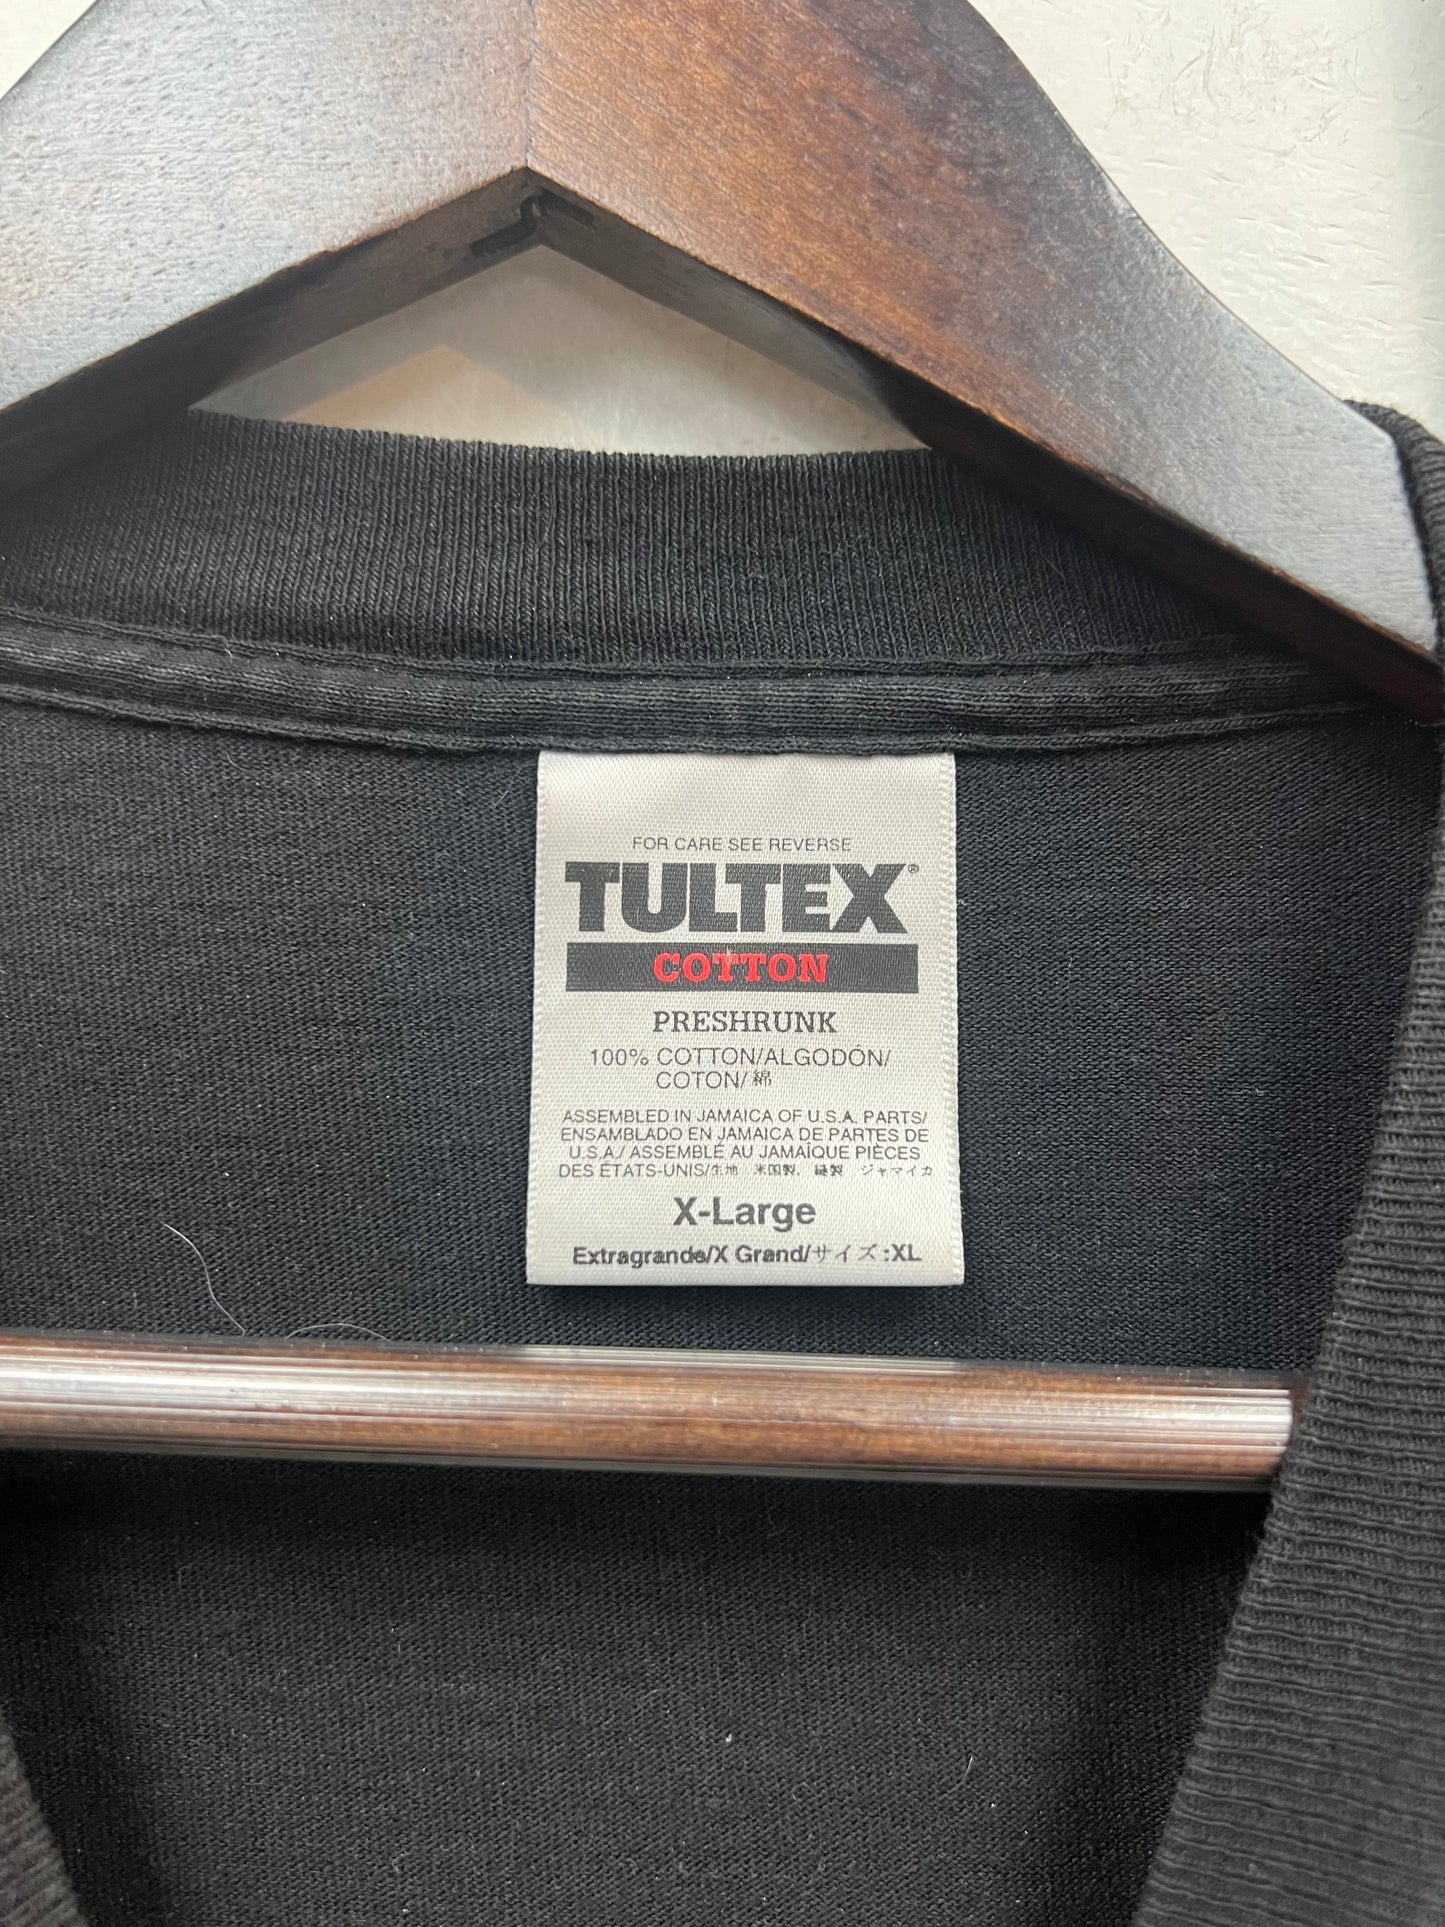 FOR CARE SEE REVERSE
TULTEX®
COTTON
PRESHRUNK
100% COTTON/ALGODÓN/
COTON/綿
ASSEMBLED IN JAMAICA OF U.S.A. PARTS/
ENSAMBLADO EN JAMAICA DE PARTES DE
U.S.A./ ASSEMBLÉ AU JAMAÏQUE PIÈCES
DES ÉTATS-UNIS/生地 米国製, 縫製 ジャマイカ
X-Large
Extragrande/X Grand/サイズ:XL